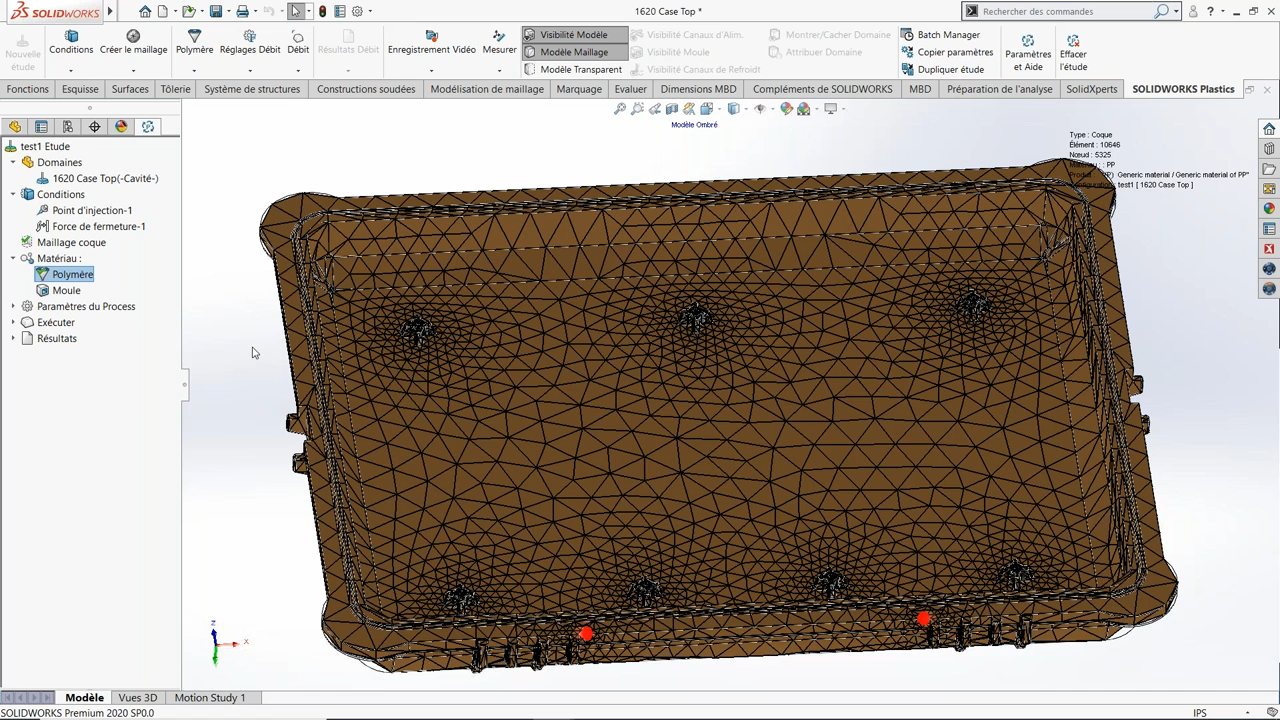 SOLIDWORKS
1620 Case Top *
Rechercher des commandes
Nouvelle étude
Conditions
Créer le maillage
Polymère
Réglages Débit
Débit
Résultats Débit
Enregistrement Vidéo
Mesurer
Visibilité Modèle
Modèle Maillage
Modèle Transparent
Visibilité Canaux d'Alim.
Visibilité Moule
Visibilité Canaux de Refroidt
Montrer/Cacher Domaine
Attribuer Domaine
Batch Manager
Copier paramètres
Dupliquer étude
Paramètres et Aide
Effacer l'étude
Fonctions
Esquisse
Surfaces
Tôlerie
Système de structures
Constructions soudées
Modélisation de maillage
Marquage
Evaluer
Dimensions MBD
Compléments de SOLIDWORKS
MBD
Préparation de l'analyse
SolidXperts
SOLIDWORKS Plastics
Modèle Ombré
test1 Etude
Domaines
1620 Case Top(-Cavité-)
Conditions
Point d'injection-1
Force de fermeture-1
Maillage coque
Matériau :
Polymère
Moule
Paramètres du Process
Exécuter
Résultats
Type : Coque
Élément : 10646
Nœud : 5325
: PP
Generic material / Generic material of PP"
test1 [ 1620 Case Top ]
z
x
Modèle
Vues 3D
Motion Study 1
SOLIDWORKS Premium 2020 SP0.0
IPS